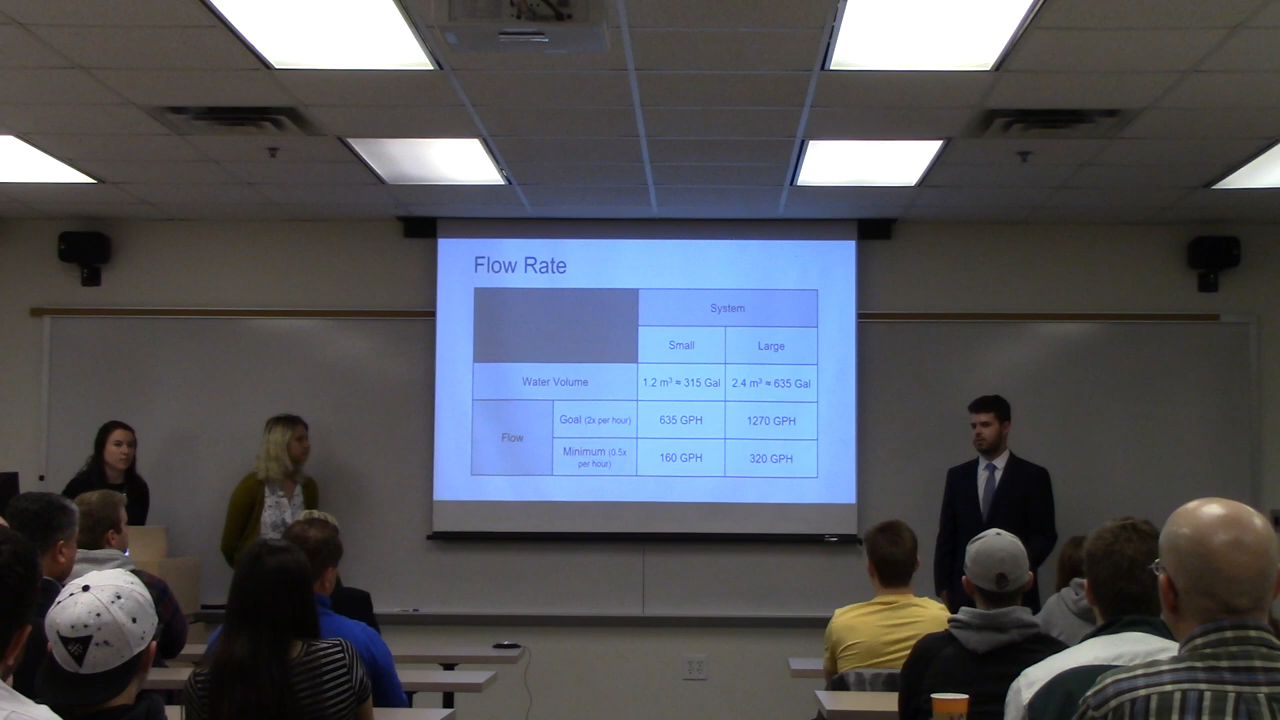 Flow Rate
System
Small Large
Water Volume 1.2 m³ ≈ 315 Gal 2.4 m³ ≈ 635 Gal
Flow
Goal (2x per hour) 635 GPH 1270 GPH
Minimum (0.5x
per hour) 160 GPH 320 GPH